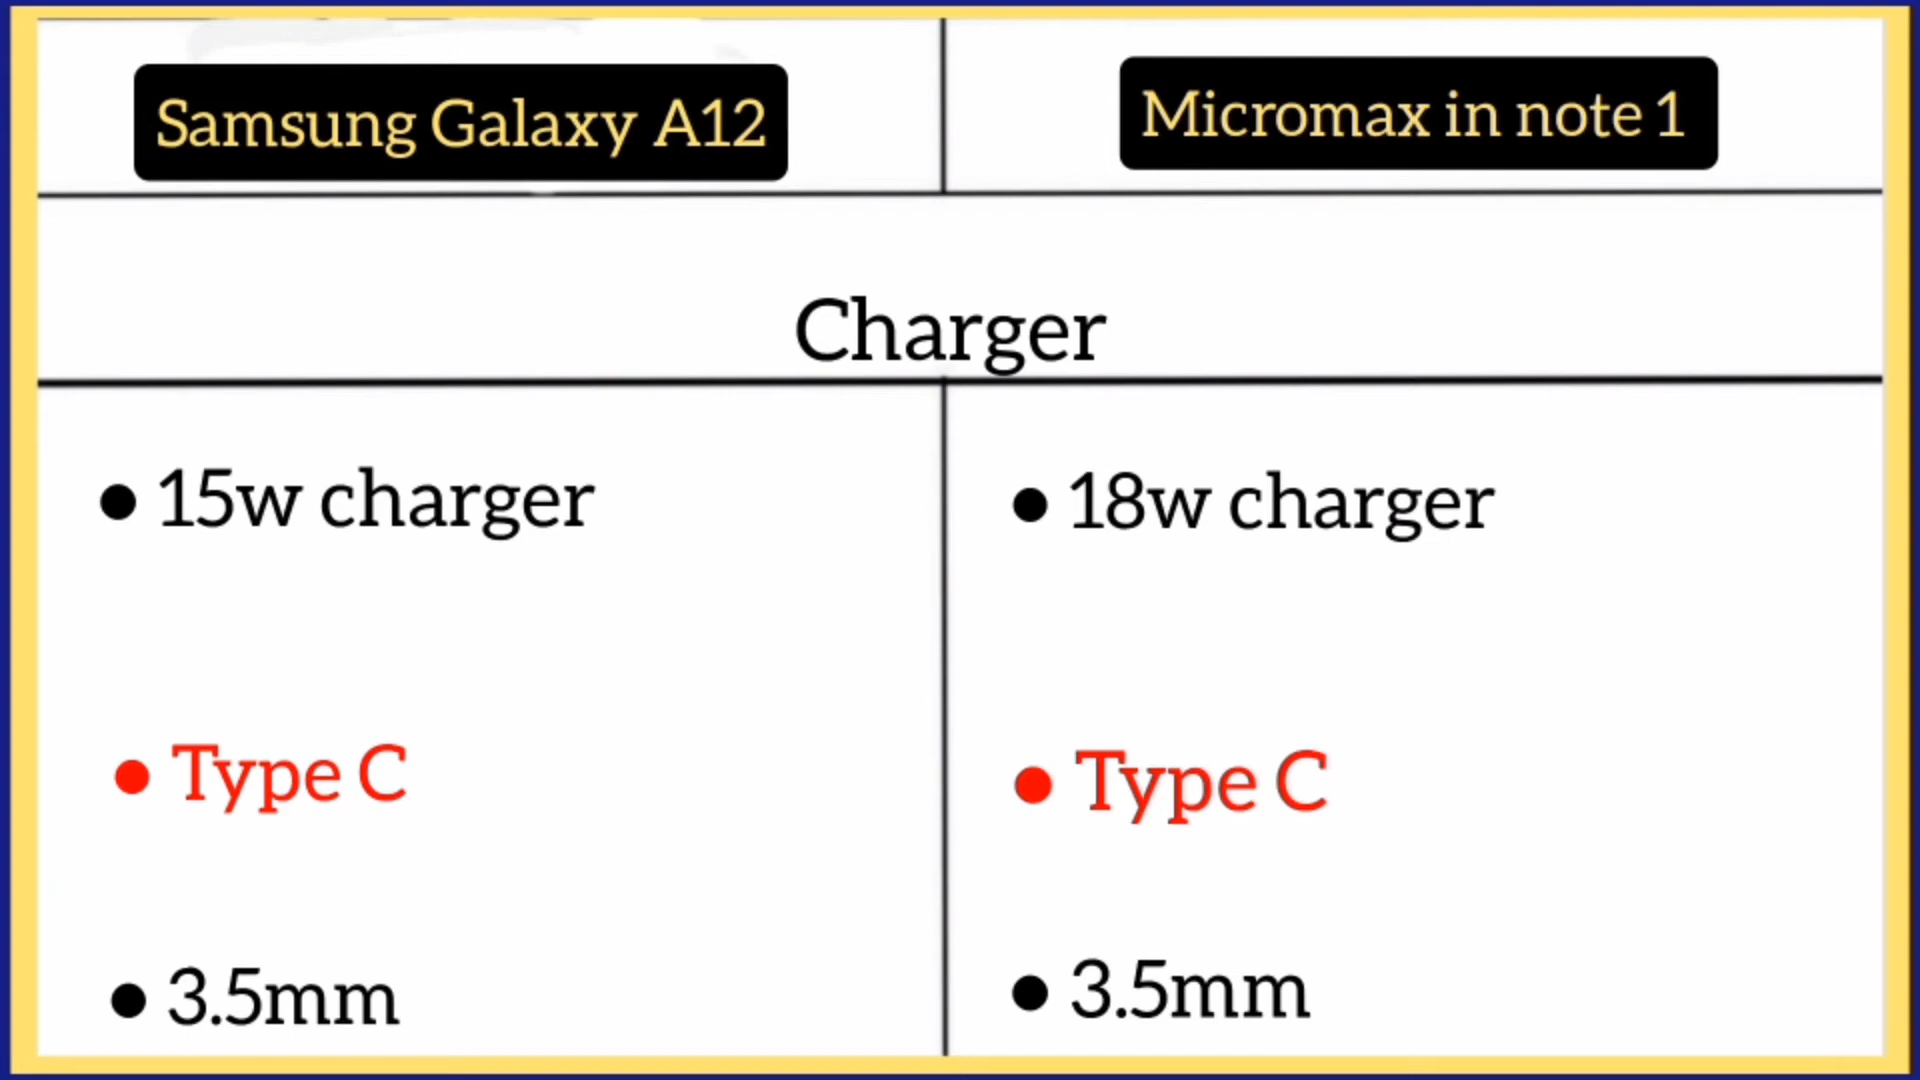 Samsung Galaxy A12
Micromax in note 1
Charger
• 15w charger
• 18w charger
• Type C
• Type C
• 3.5mm
• 3.5mm